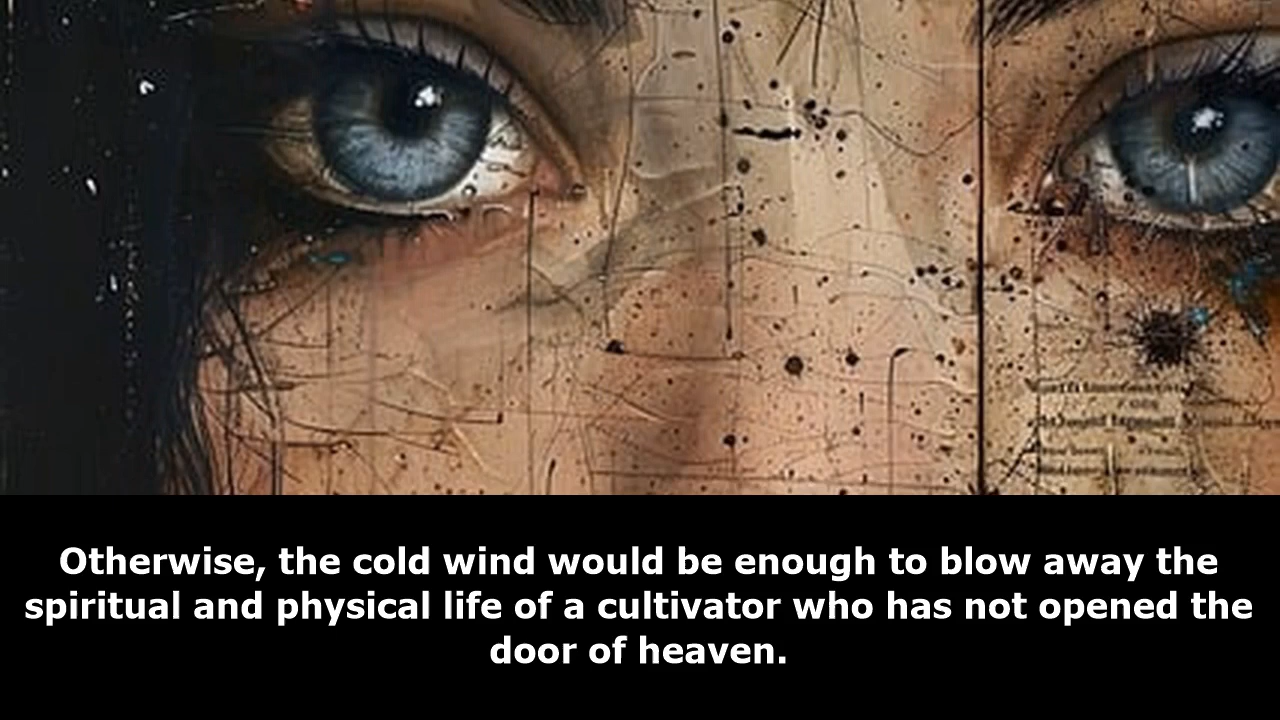 Otherwise, the cold wind would be enough to blow away the
spiritual and physical life of a cultivator who has not opened the
door of heaven.